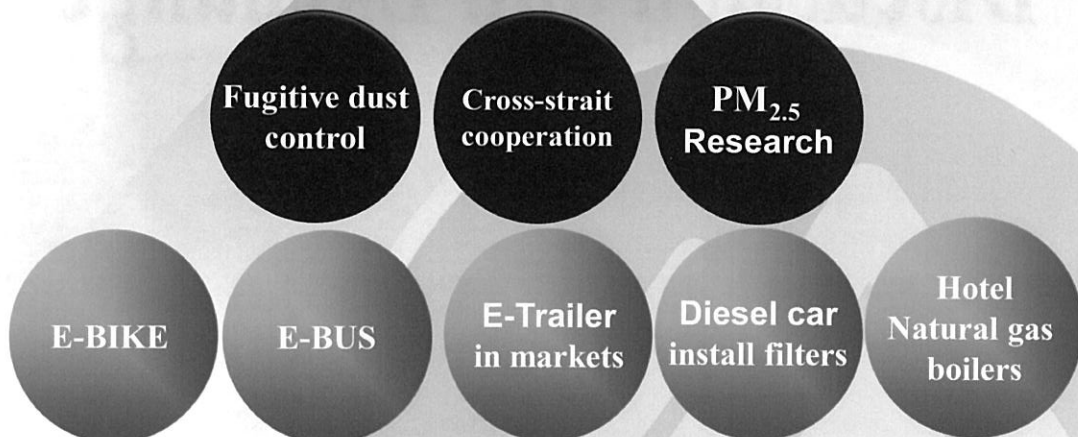 Fugitive dust
control
Cross-strait
cooperation
PM₂.₅
Research
E-BIKE
E-BUS
E-Trailer
in markets
Diesel car
install filters
Hotel
Natural gas
boilers